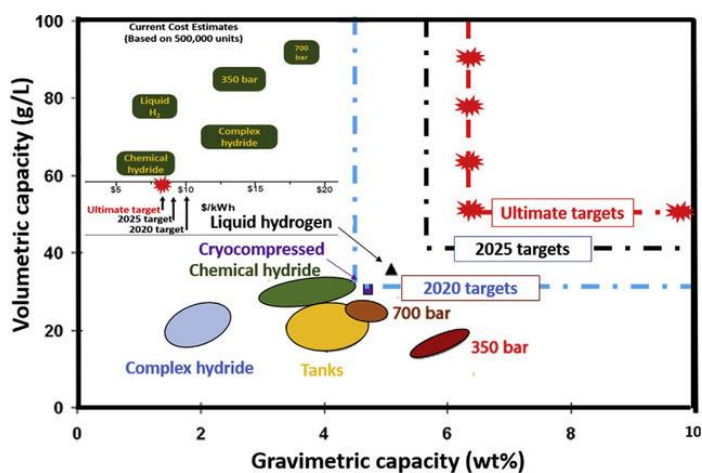 Current Cost Estimates
(Based on 500,000 units)
700
bar
350 bar
Liquid
H₂
Complex
hydride
Chemical
hydride
$5
$10
$15
$20
$/kWh
Ultimate target
2025 target
2020 target
Volumetric capacity (g/L)
100
80
60
40
20
0
Liquid hydrogen
Cryocompressed
Chemical hydride
Ultimate targets
2025 targets
2020 targets
700 bar
350 bar
Complex hydride
Tanks
0
2
4
6
8
10
Gravimetric capacity (wt%)